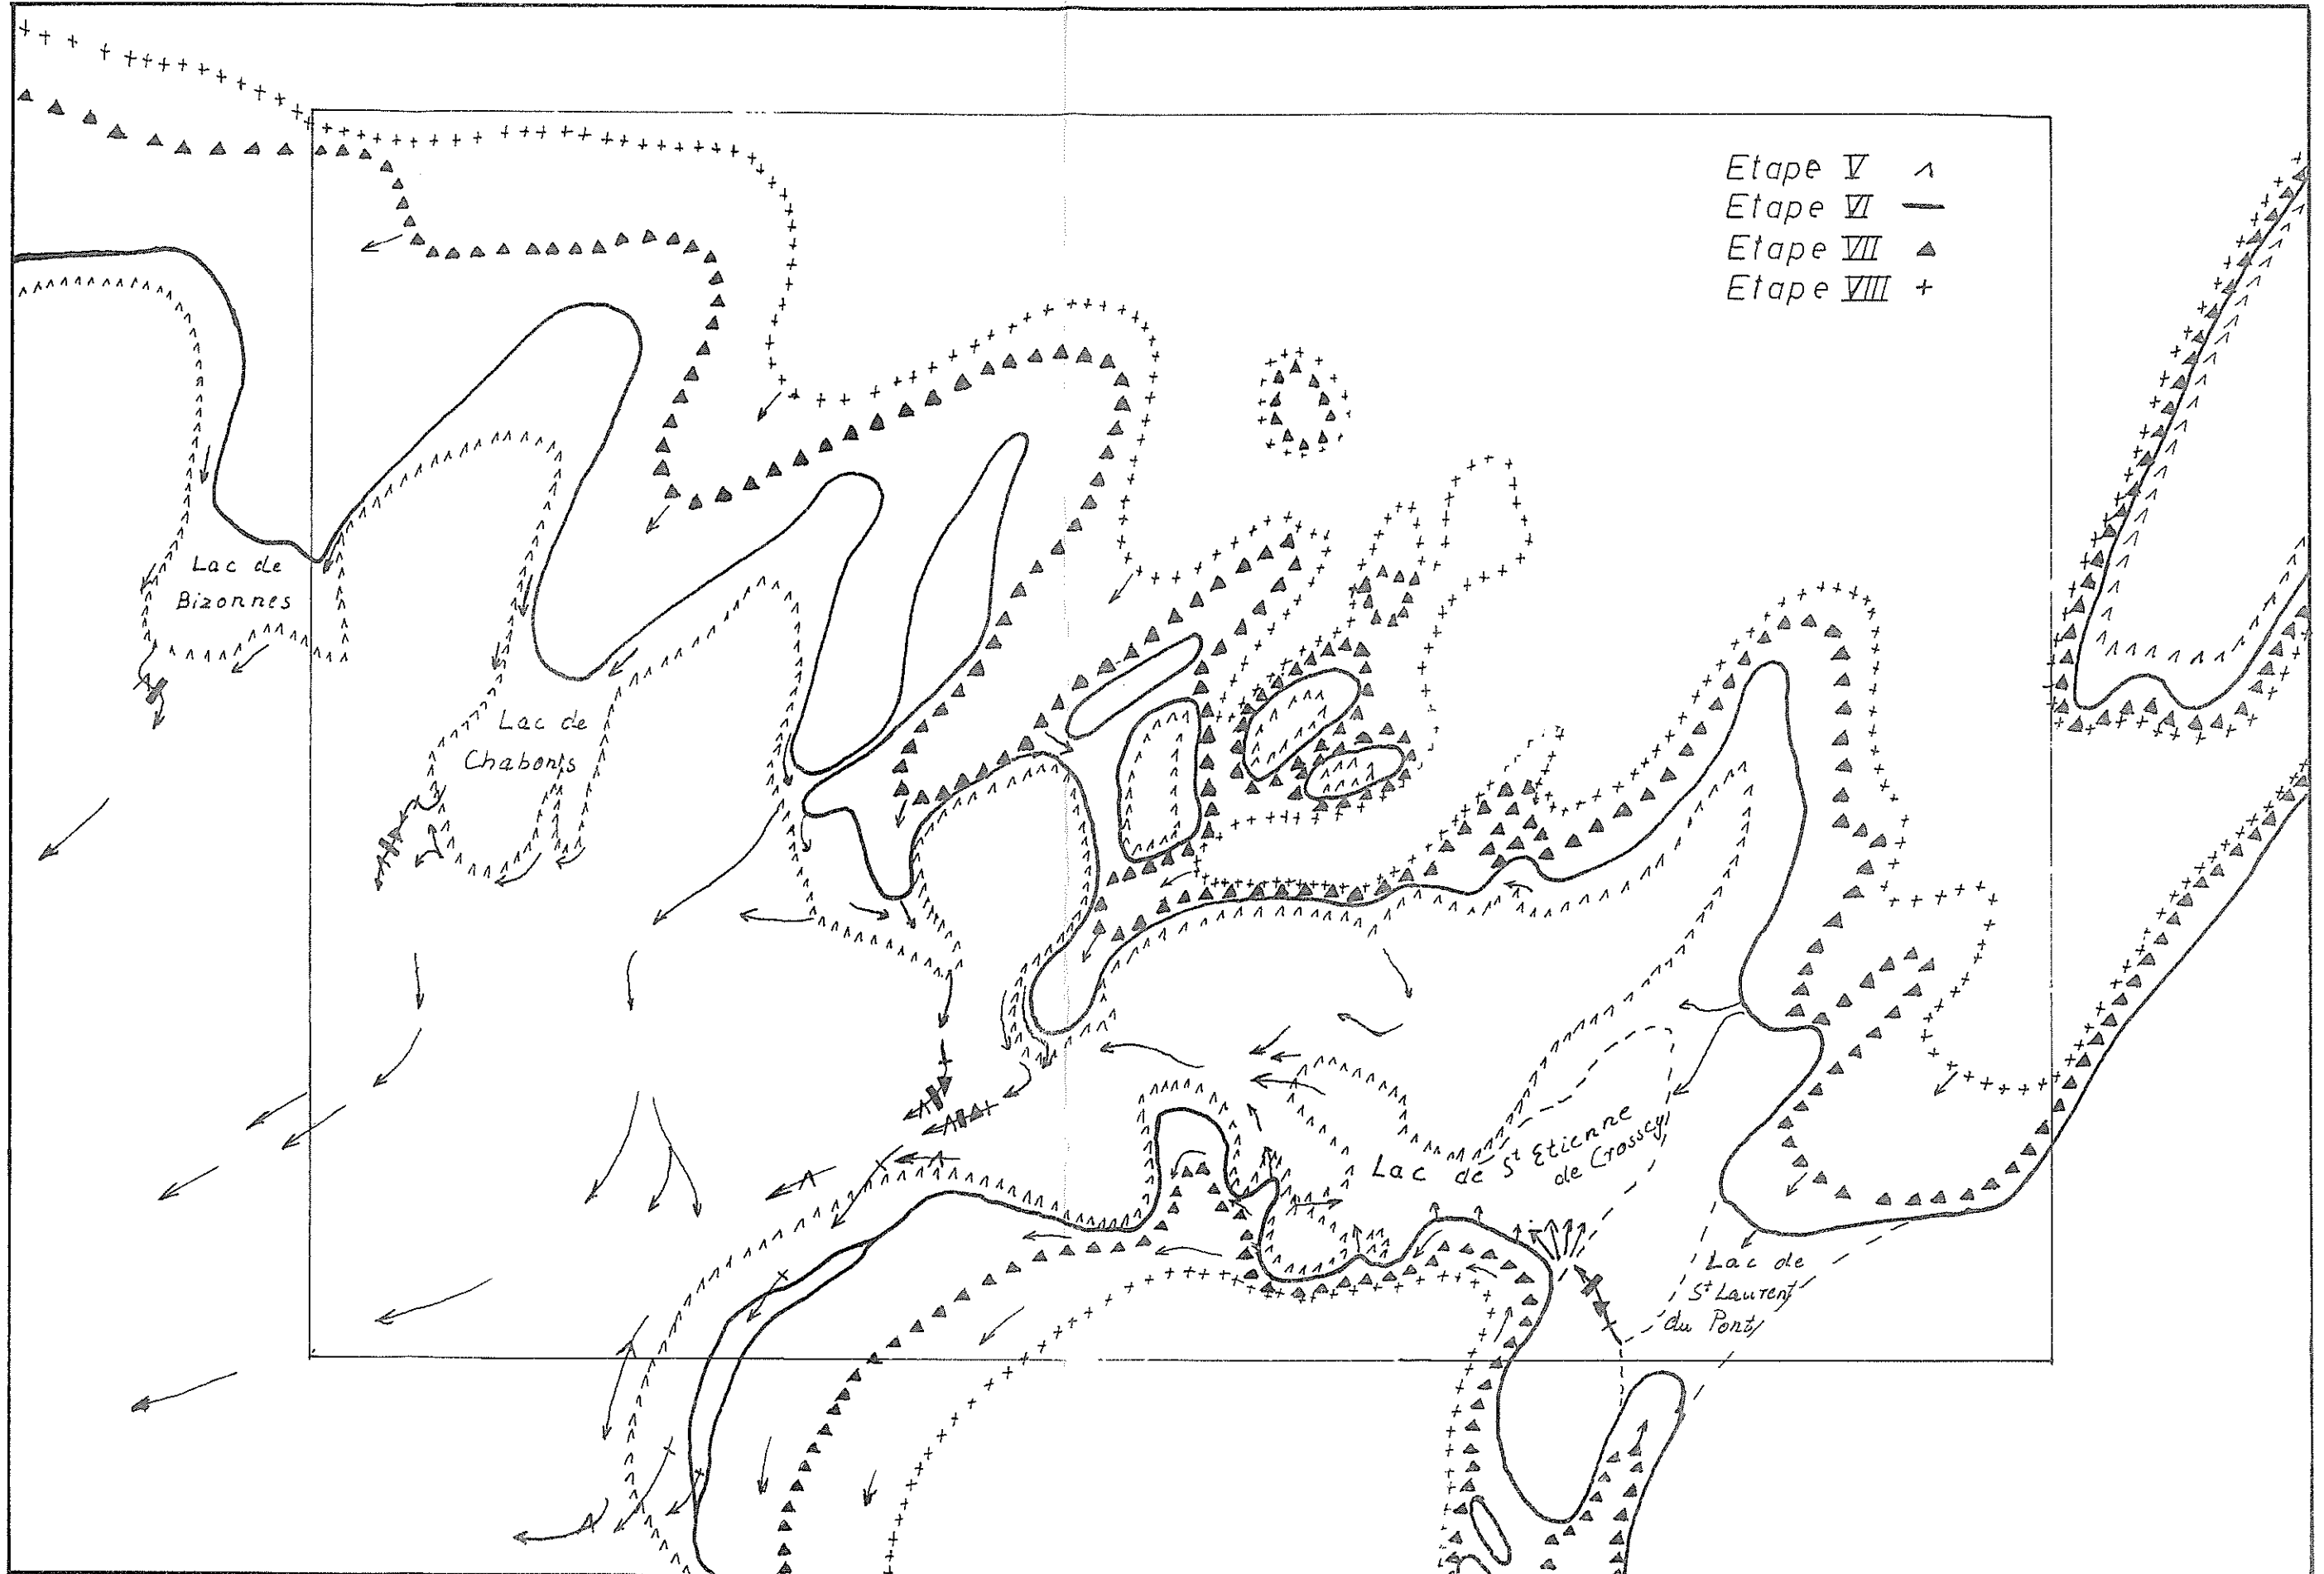 Etape V ^
Etape VI —
Etape VII ▲
Etape VIII +
Lac de
Bizonnes
Lac de
Chabons
Lac de St Etienne
de Crossey
Lac de
St Laurent
du Pont